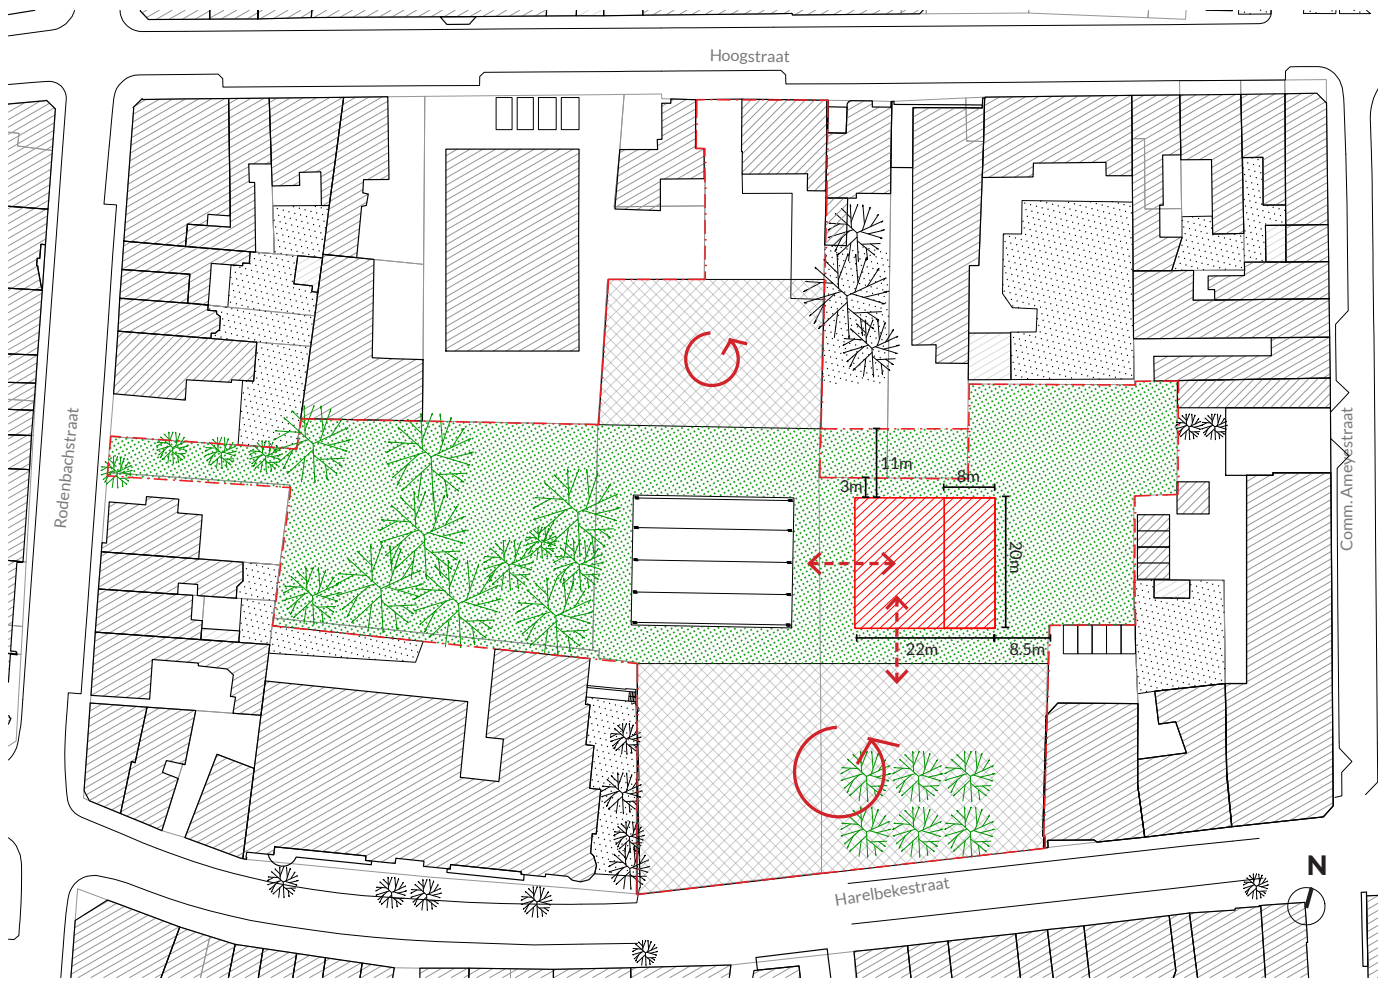 Hoogstraat
Rodenbachstraat
Comm. Ameyestraat
11m
8m
3m
20m
22m
8.5m
Harelbekestraat
N